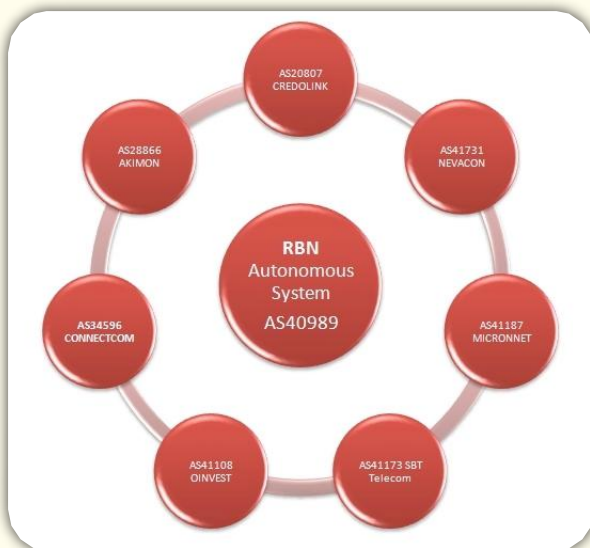 AS20807
CREDOLINK
AS28866
AKIMON
AS41731
NEVACON
RBN
Autonomous
System
AS40989
AS34596
CONNECTCOM
AS41187
MICRONNET
AS41108
OINVEST
AS41173 SBT
Telecom